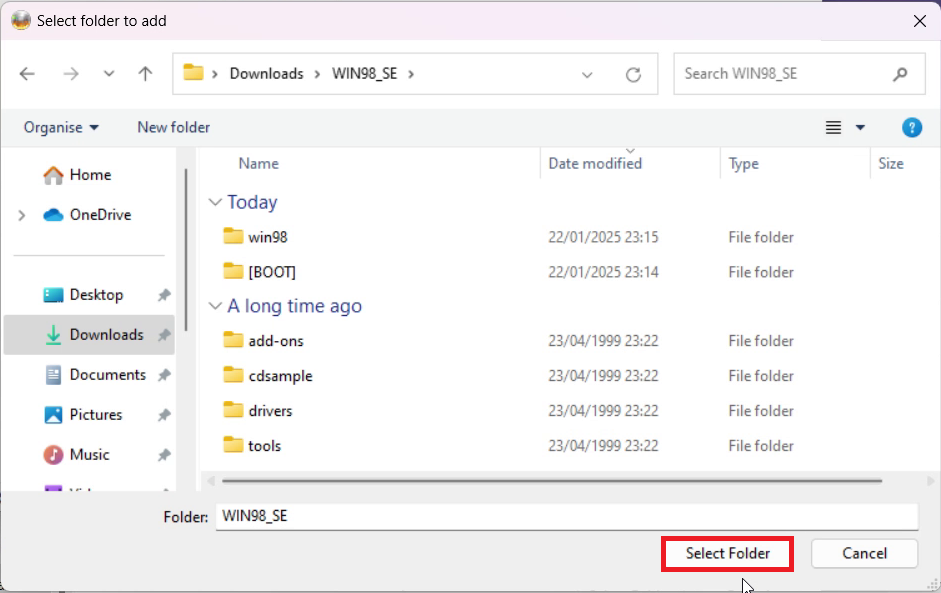 Select folder to add
Downloads WIN98_SE
Search WIN98_SE
Organise New folder
?
Name Date modified Type Size
Home
OneDrive
Desktop
Downloads
Documents
Pictures
Music
Today
win98 22/01/2025 23:15 File folder
[BOOT] 22/01/2025 23:14 File folder
A long time ago
add-ons 23/04/1999 23:22 File folder
cdsample 23/04/1999 23:22 File folder
drivers 23/04/1999 23:22 File folder
tools 23/04/1999 23:22 File folder
Folder: WIN98_SE
Select Folder Cancel